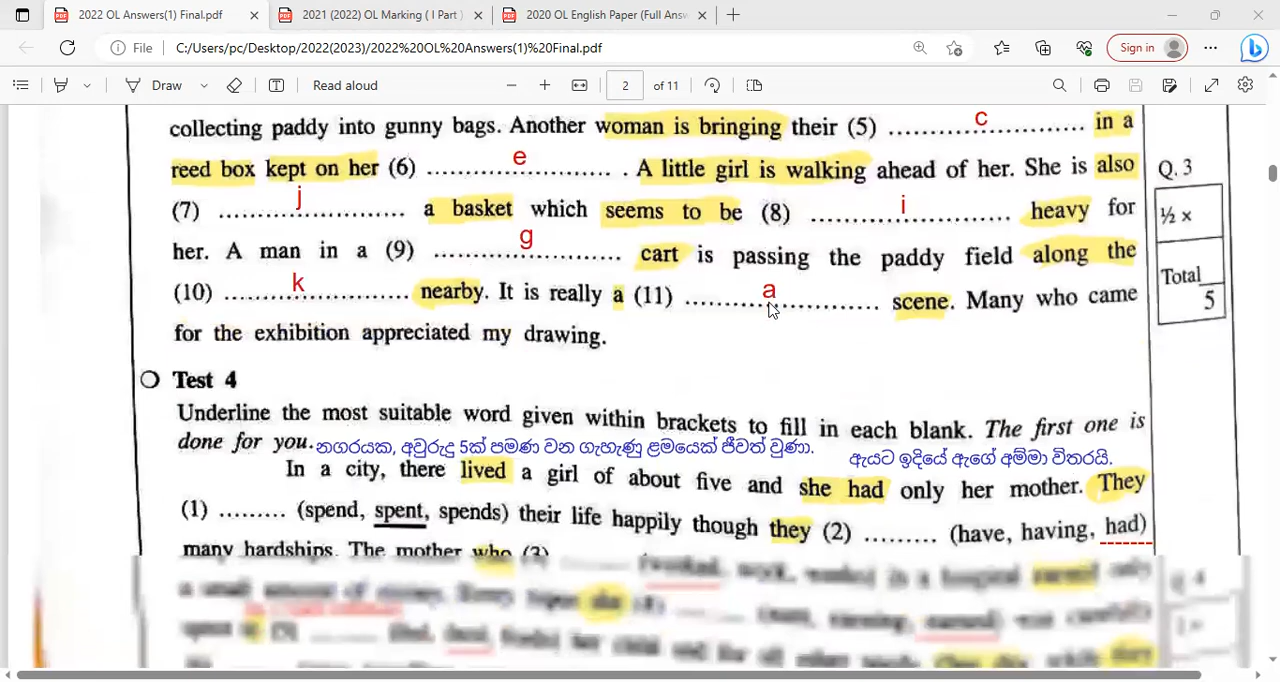 2022 OL Answers(1) Final.pdf
2021 (2022) OL Marking ( I Part )
2020 OL English Paper (Full Answ
File
C:/Users/pc/Desktop/2022(2023)/2022%20OL%20Answers(1)%20Final.pdf
Sign in
Draw
Read aloud
2 of 11
collecting paddy into gunny bags. Another woman is bringing their (5) ........ c ........ in a
reed box kept on her (6) ........ e ........ . A little girl is walking ahead of her. She is also
(7) ........ j ........ a basket which seems to be (8) ........ i ........ heavy for
her. A man in a (9) ........ g ........ cart is passing the paddy field along the
(10) ........ k ........ nearby. It is really a (11) ........ a ........ scene. Many who came
for the exhibition appreciated my drawing.
Q. 3
½ x
Total
5
Test 4
Underline the most suitable word given within brackets to fill in each blank. The first one is
done for you. නගරයක, අවුරුදු 5ක් පමණ වන ගැහැණු ළමයෙක් ජීවත් වුණා. ඇයට ඉදියේ ඇගේ අම්මා විතරයි.
In a city, there lived a girl of about five and she had only her mother. They
(1) ......... (spend, spent, spends) their life happily though they (2) ......... (have, having, had)
many hardships. The mother who (3)